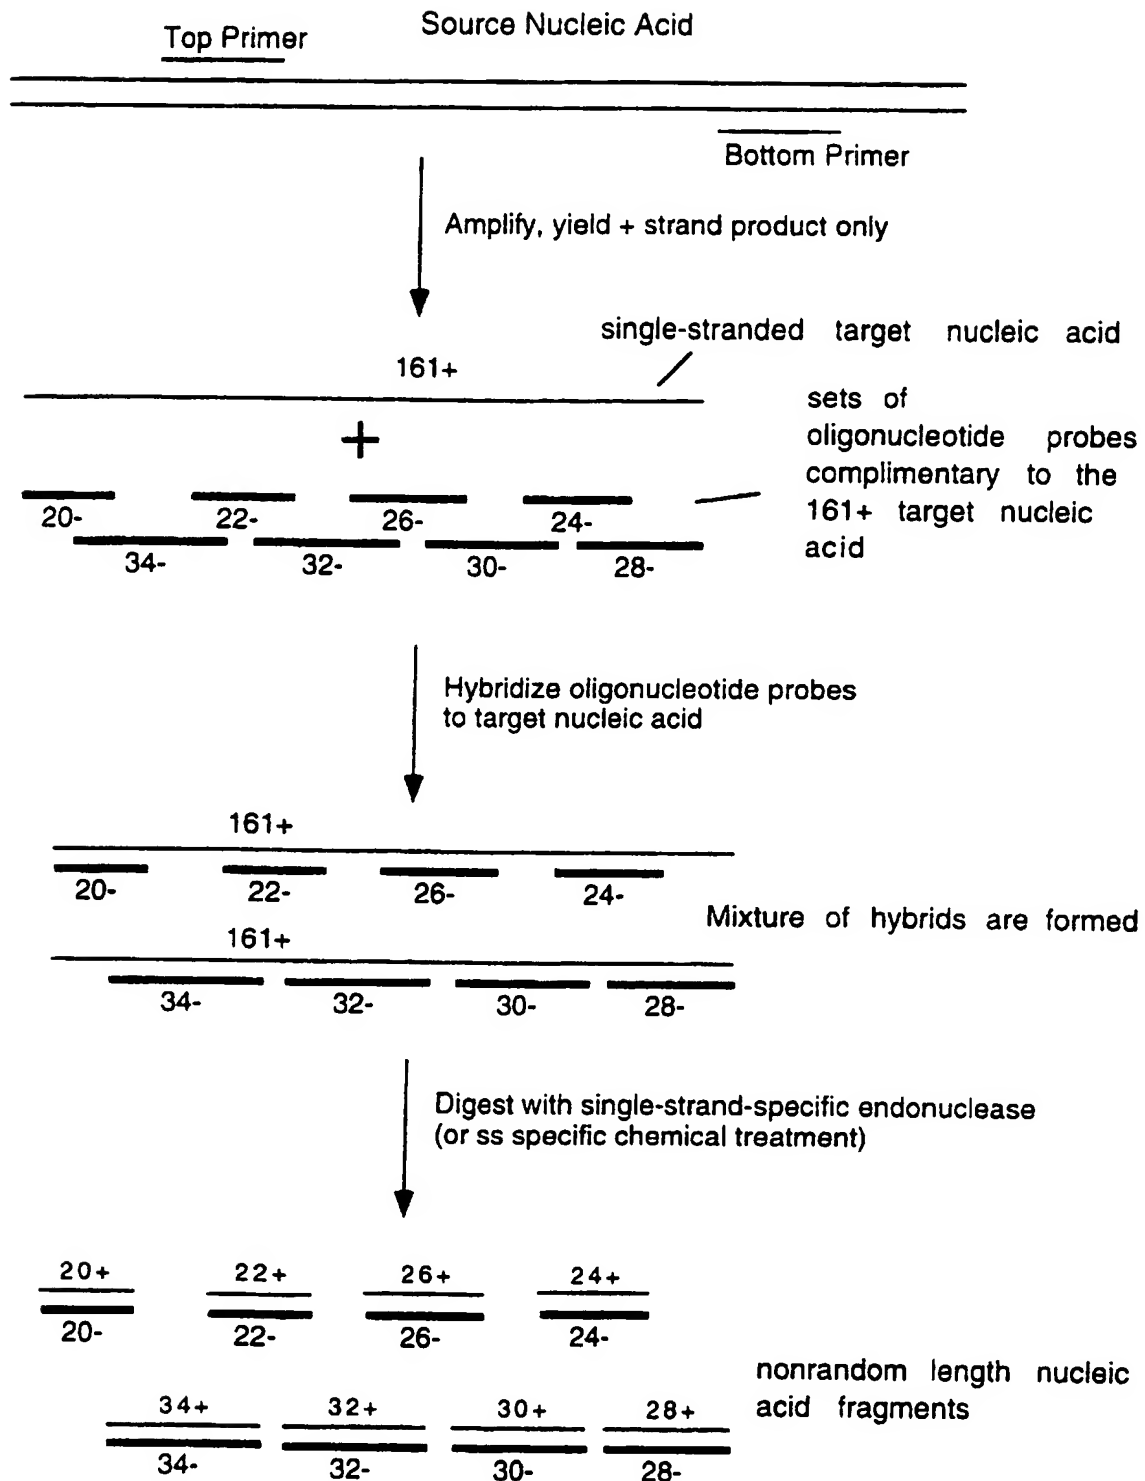 Source Nucleic Acid
Top Primer
Bottom Primer
Amplify, yield + strand product only
single-stranded target nucleic acid
161+
+
sets of
oligonucleotide probes
complimentary to the
161+ target nucleic
acid
20-
22-
26-
24-
34-
32-
30-
28-
Hybridize oligonucleotide probes
to target nucleic acid
161+
20-
22-
26-
24-
Mixture of hybrids are formed
161+
34-
32-
30-
28-
Digest with single-strand-specific endonuclease
(or ss specific chemical treatment)
20+
22+
26+
24+
20-
22-
26-
24-
nonrandom length nucleic
acid fragments
34+
32+
30+
28+
34-
32-
30-
28-